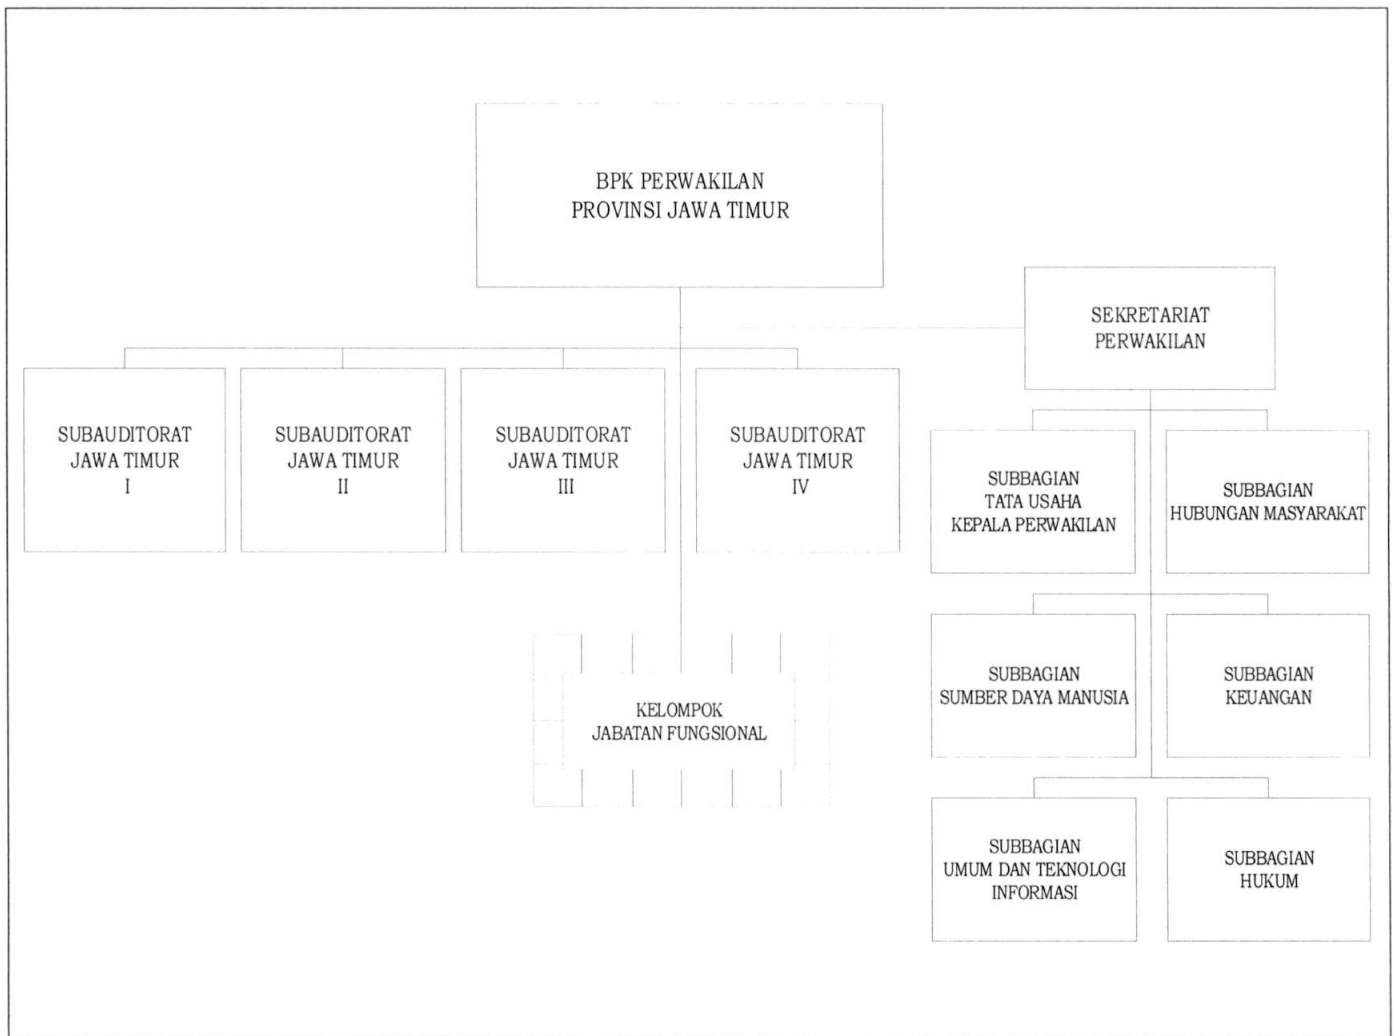 BPK PERWAKILAN
PROVINSI JAWA TIMUR
SEKRETARIAT
PERWAKILAN
SUBAUDITORAT
JAWA TIMUR
I
SUBAUDITORAT
JAWA TIMUR
II
SUBAUDITORAT
JAWA TIMUR
III
SUBAUDITORAT
JAWA TIMUR
IV
SUBBAGIAN
TATA USAHA
KEPALA PERWAKILAN
SUBBAGIAN
HUBUNGAN MASYARAKAT
SUBBAGIAN
SUMBER DAYA MANUSIA
SUBBAGIAN
KEUANGAN
KELOMPOK
JABATAN FUNGSIONAL
SUBBAGIAN
UMUM DAN TEKNOLOGI
INFORMASI
SUBBAGIAN
HUKUM